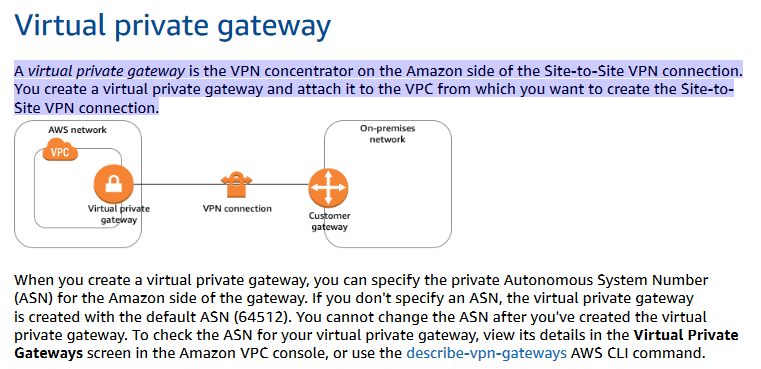 Virtual private gateway
A virtual private gateway is the VPN concentrator on the Amazon side of the Site-to-Site VPN connection.
You create a virtual private gateway and attach it to the VPC from which you want to create the Site-to-
Site VPN connection.
AWS network
On-premises
network
VPC
Virtual private
gateway
VPN connection
Customer
gateway
When you create a virtual private gateway, you can specify the private Autonomous System Number
(ASN) for the Amazon side of the gateway. If you don't specify an ASN, the virtual private gateway
is created with the default ASN (64512). You cannot change the ASN after you've created the virtual
private gateway. To check the ASN for your virtual private gateway, view its details in the Virtual Private
Gateways screen in the Amazon VPC console, or use the describe-vpn-gateways AWS CLI command.